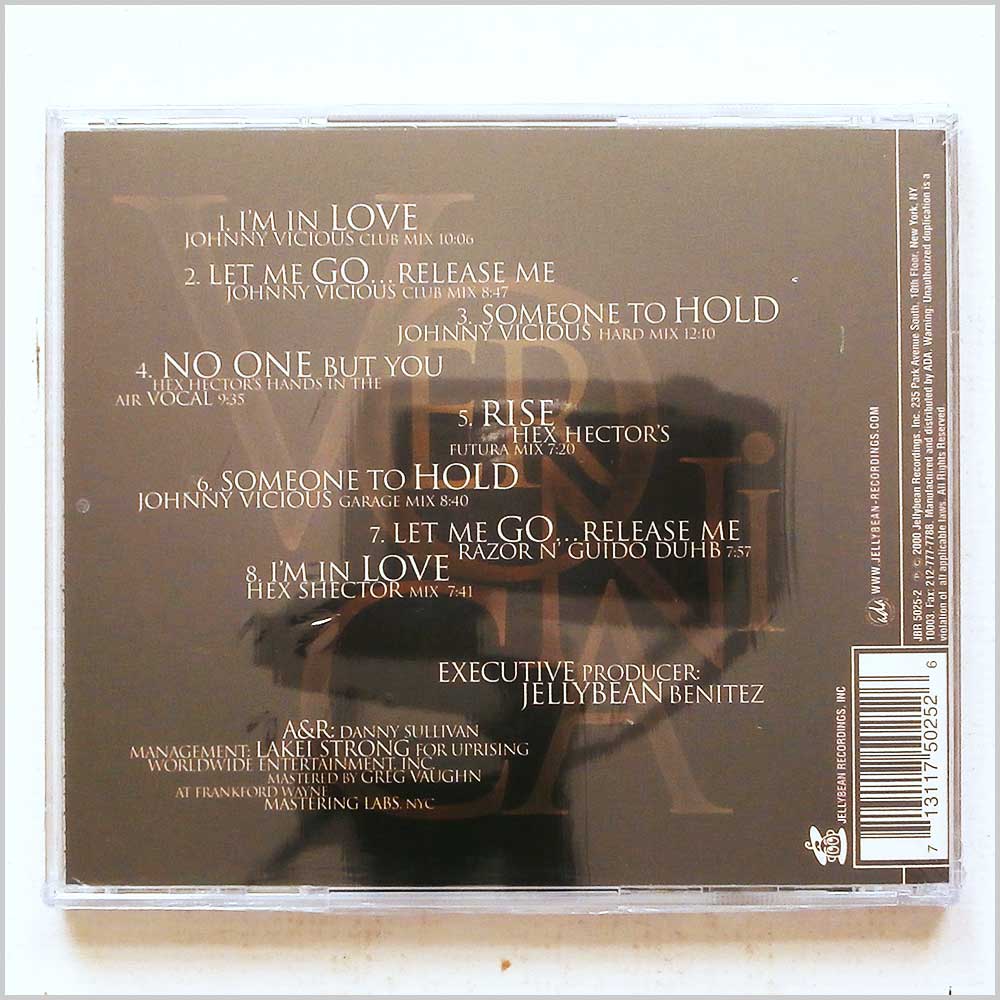 1. I'M IN LOVE
JOHNNY VICIOUS CLUB MIX 10:06
2. LET ME GO...RELEASE ME
JOHNNY VICIOUS CLUB MIX 8:47
3. SOMEONE TO HOLD
JOHNNY VICIOUS HARD MIX 12:10
4. NO ONE BUT YOU
HEX HECTOR'S HANDS IN THE
AIR VOCAL 9:35
5. RISE
HEX HECTOR'S
FUTURA MIX 7:20
6. SOMEONE TO HOLD
JOHNNY VICIOUS GARAGE MIX 8:40
7. LET ME GO...RELEASE ME
RAZOR N' GUIDO DUHB 7:57
8. I'M IN LOVE
HEX SHECTOR MIX 7:41
EXECUTIVE PRODUCER:
JELLYBEAN BENITEZ
A&R: DANNY SULLIVAN
MANAGEMENT: LAKEI STRONG FOR UPRISING
WORLDWIDE ENTERTAINMENT, INC.
MASTERED BY GREG VAUGHN
AT FRANKFORD WAYNE
MASTERING LABS, NYC
VERONiCA
ada WWW.JELLYBEAN-RECORDINGS.COM
JBR 5025-2 ℗ © 2000 Jellybean Recordings, Inc. 235 Park Avenue South, 10th Floor, New York, NY
10003. Fax: 212-777-7788. Manufactured and distributed by ADA. Warning: Unauthorized duplication is a
violation of all applicable laws. All Rights Reserved
JELLYBEAN RECORDINGS, INC
7 13117 50252 6